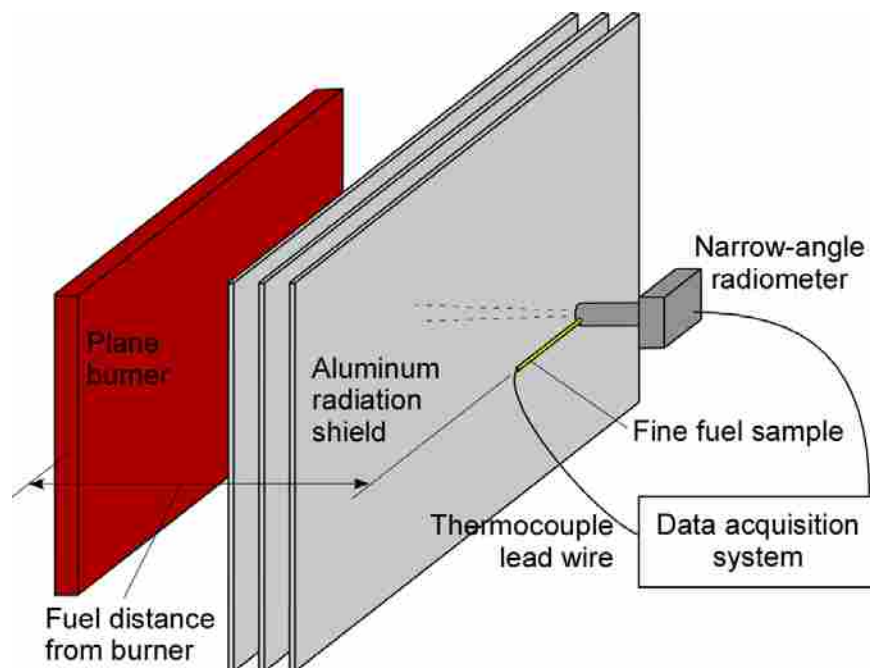 Narrow-angle
radiometer
Plane
burner
Aluminum
radiation
shield
Fine fuel sample
Thermocouple
lead wire
Data acquisition
system
Fuel distance
from burner